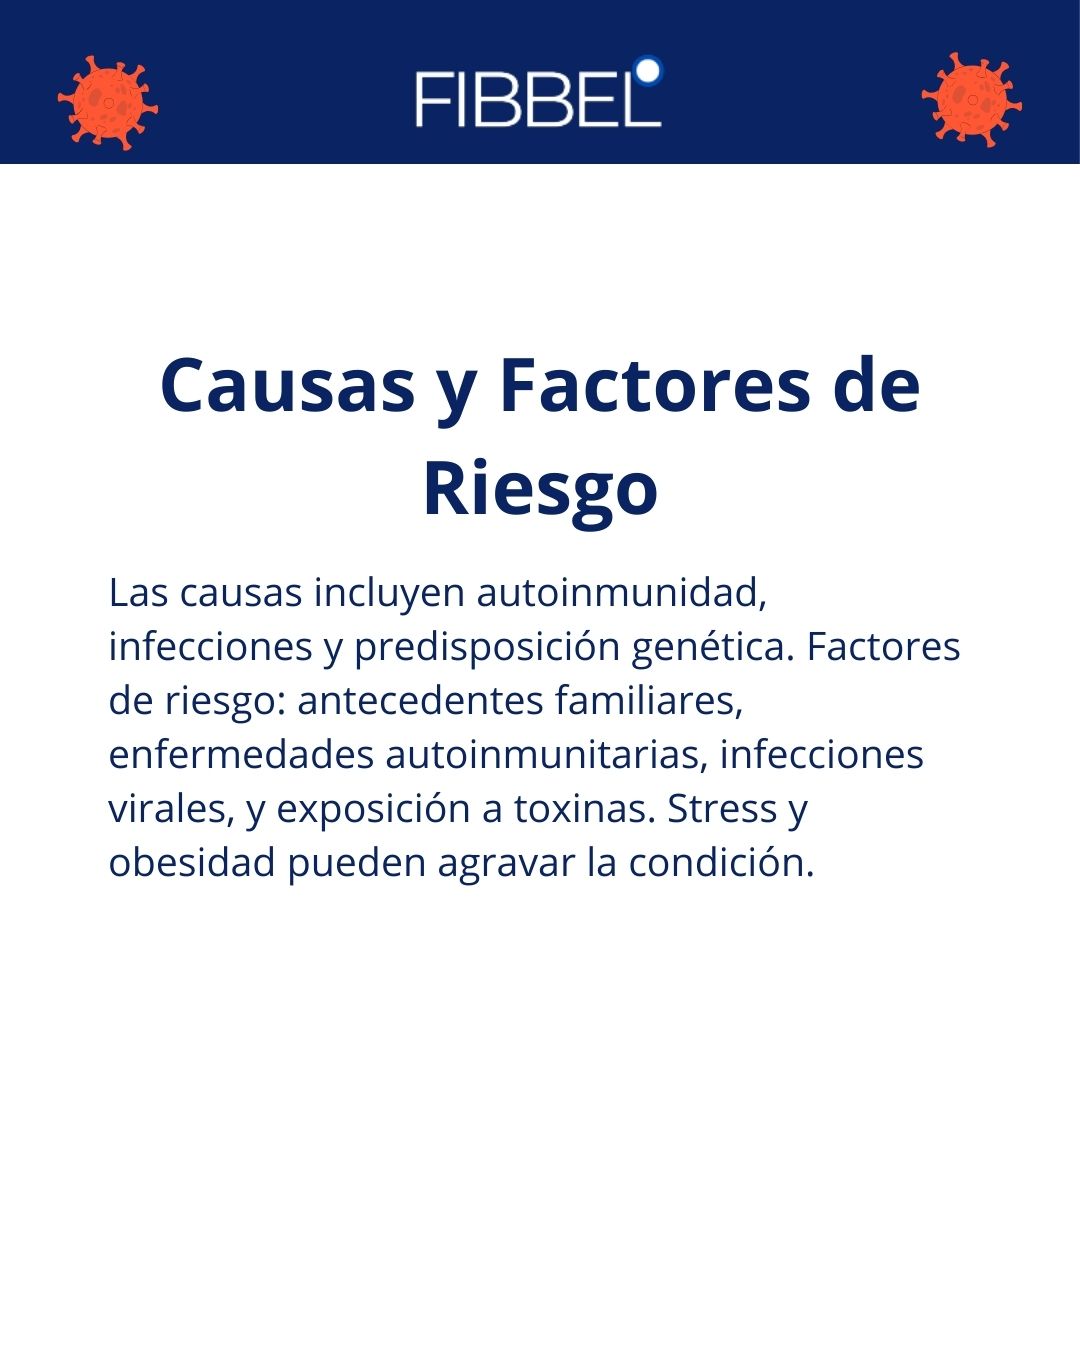 FIBBEL
Causas y Factores de
Riesgo
Las causas incluyen autoinmunidad,
infecciones y predisposición genética. Factores
de riesgo: antecedentes familiares,
enfermedades autoinmunitarias, infecciones
virales, y exposición a toxinas. Stress y
obesidad pueden agravar la condición.